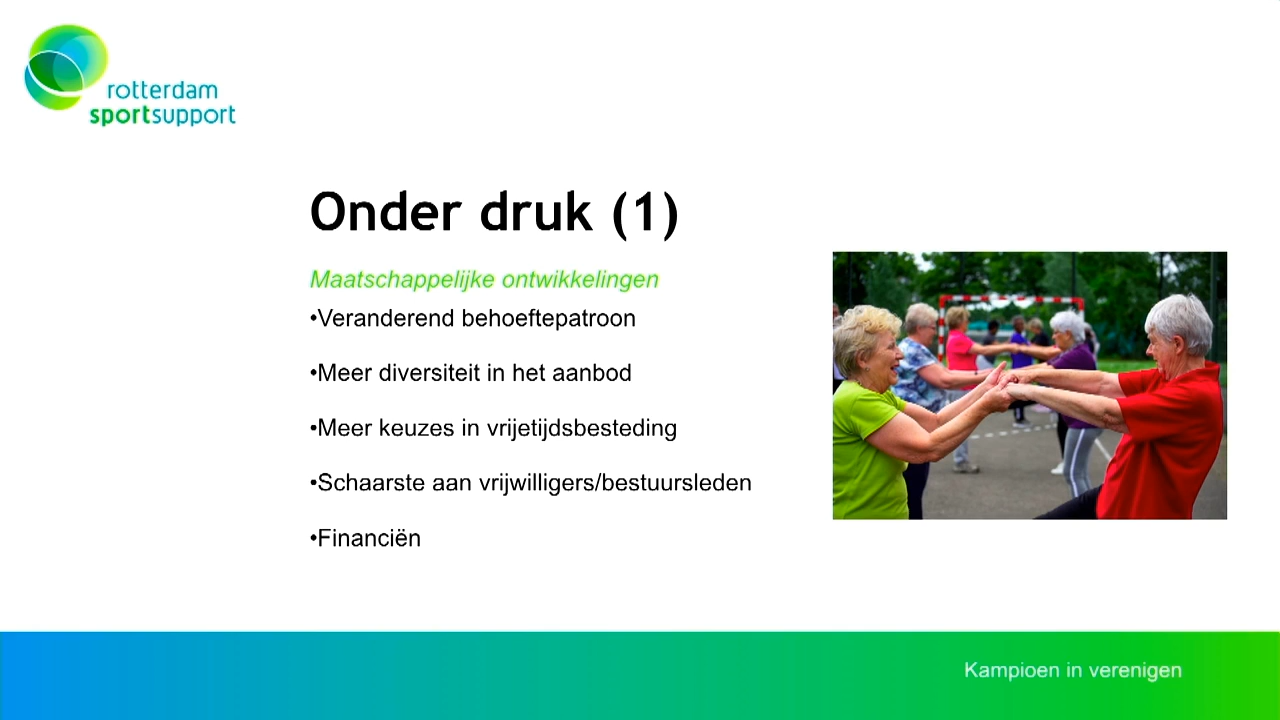 rotterdam
sportsupport
Onder druk (1)
Maatschappelijke ontwikkelingen
•Veranderend behoeftepatroon
•Meer diversiteit in het aanbod
•Meer keuzes in vrijetijdsbesteding
•Schaarste aan vrijwilligers/bestuursleden
•Financiën
Kampioen in verenigen